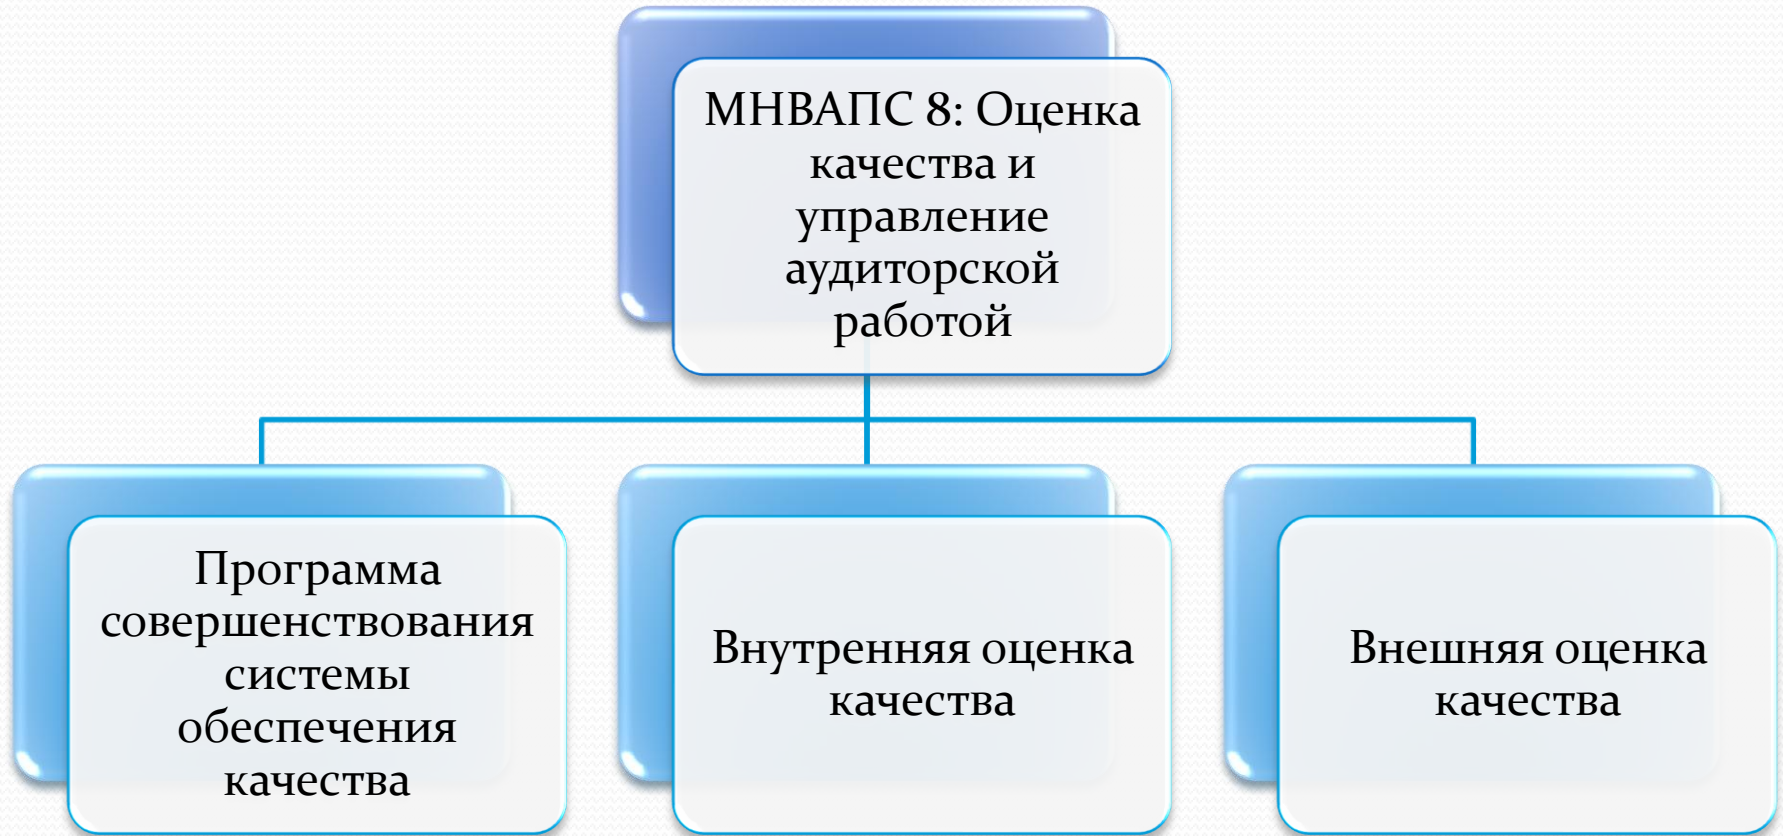 МНВАПС 8: Оценка
качества и
управление
аудиторской
работой
Программа
совершенствования
системы
обеспечения
качества
Внутренняя оценка
качества
Внешняя оценка
качества